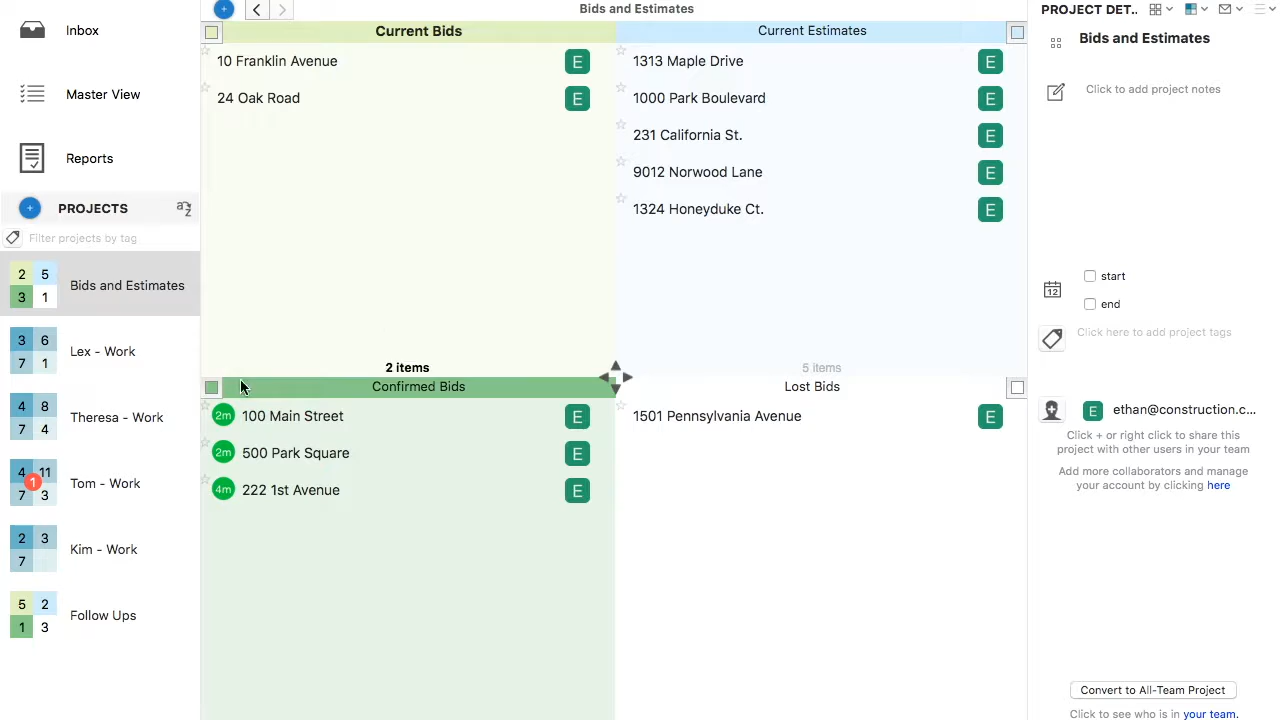 Inbox
Master View
Reports
PROJECTS
Filter projects by tag
2 5
3 1
Bids and Estimates
3 6
7 1
Lex - Work
4 8
7 4
Theresa - Work
4 11
1
7 3
Tom - Work
2 3
7
Kim - Work
5 2
1 3
Follow Ups
Bids and Estimates
Current Bids
10 Franklin Avenue E
24 Oak Road E
2 items
Current Estimates
1313 Maple Drive E
1000 Park Boulevard E
231 California St. E
9012 Norwood Lane E
1324 Honeyduke Ct. E
5 items
Confirmed Bids
2m 100 Main Street E
2m 500 Park Square E
4m 222 1st Avenue E
Lost Bids
1501 Pennsylvania Avenue E
PROJECT DET..
Bids and Estimates
Click to add project notes
12
start
end
Click here to add project tags
E ethan@construction.c...
Click + or right click to share this
project with other users in your team
Add more collaborators and manage
your account by clicking here
Convert to All-Team Project
Click to see who is in your team.